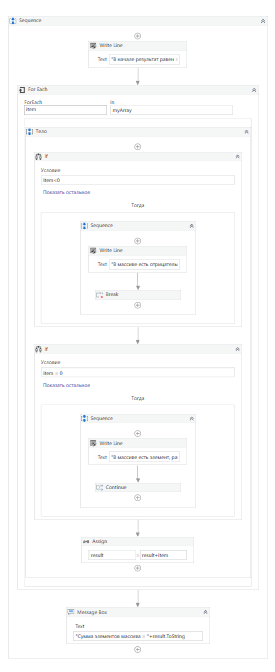 Sequence
Write Line
Text "В начале результат равен
For Each
ForEach in
item myArray
Тело
If
Условие
item<0
Показать остальное
Тогда
Sequence
Write Line
Text "В массиве есть отрицатель
Break
If
Условие
item = 0
Показать остальное
Тогда
Sequence
Write Line
Text "В массиве есть элемент, ра
Continue
Assign
result = result+item
Message Box
Text
"Сумма элементов массива = "+result.ToString